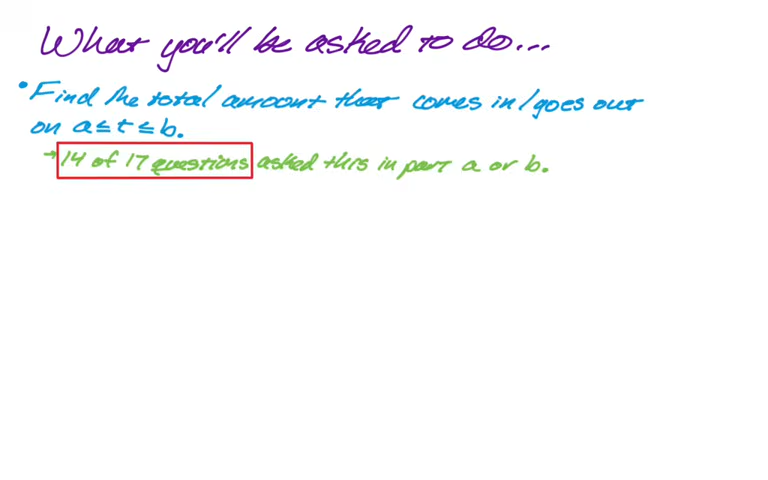 What you'll be asked to do...
• Find the total amount that comes in/goes out
on a ≤ t ≤ b.
→ 14 of 17 questions asked this in part a or b.